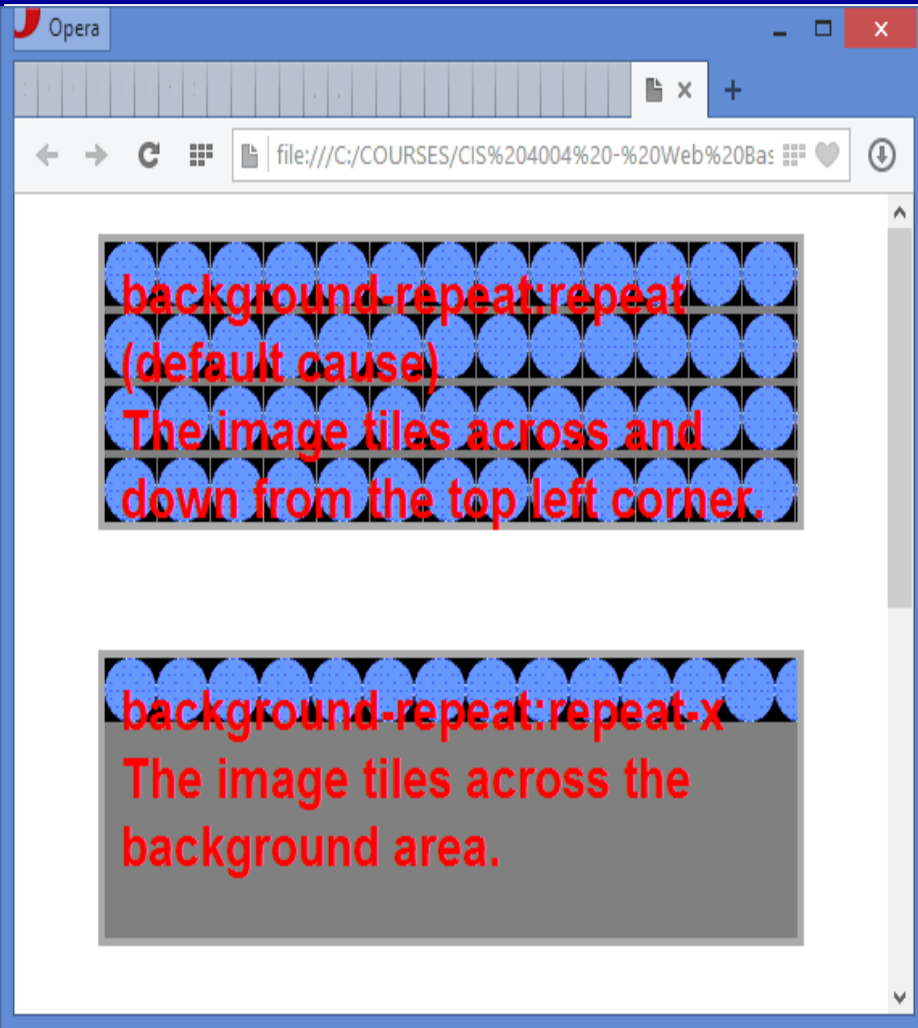 Opera
file:///C:/COURSES/CIS%204004%20-%20Web%20Bas
background-repeat:repeat
(default cause)
The image tiles across and
down from the top left corner.
background-repeat:repeat-x
The image tiles across the
background area.